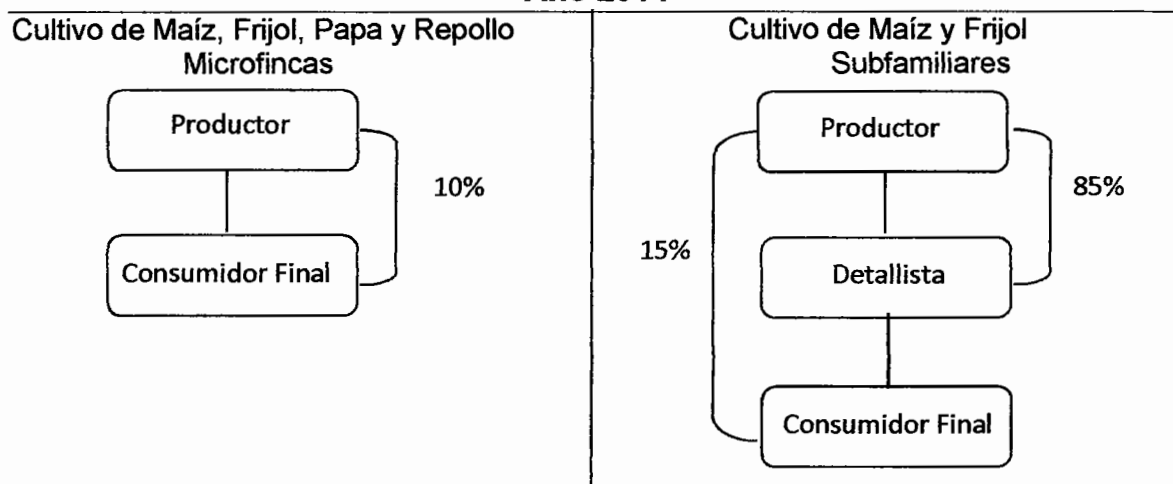 Cultivo de Maíz, Frijol, Papa y Repollo
Microfincas
Productor
10%
Consumidor Final
Cultivo de Maíz y Frijol
Subfamiliares
Productor
85%
15%
Detallista
Consumidor Final